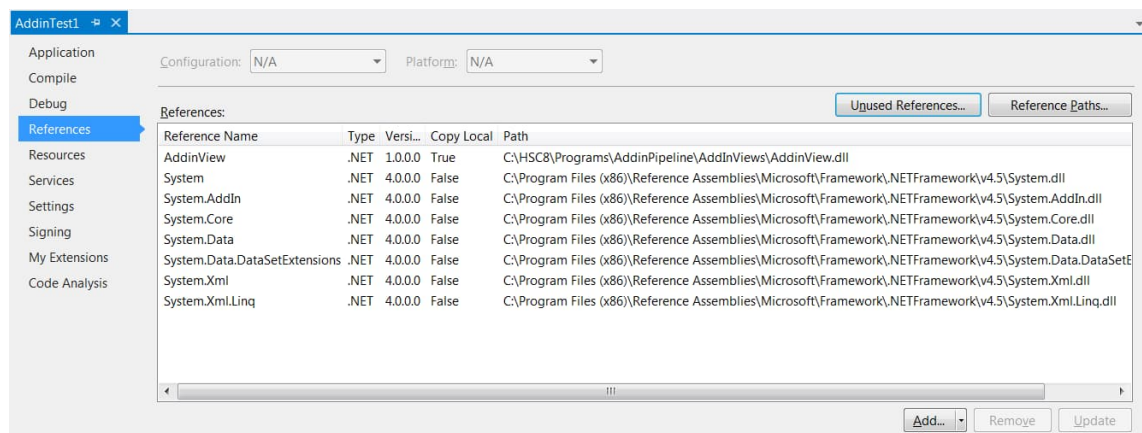 AddinTest1
Application
Compile
Debug
References
Resources
Services
Settings
Signing
My Extensions
Code Analysis
Configuration: N/A Platform: N/A
Unused References... Reference Paths...
References:
Reference Name Type Versi... Copy Local Path
AddinView .NET 1.0.0.0 True C:\HSC8\Programs\AddinPipeline\AddInViews\AddinView.dll
System .NET 4.0.0.0 False C:\Program Files (x86)\Reference Assemblies\Microsoft\Framework\.NETFramework\v4.5\System.dll
System.AddIn .NET 4.0.0.0 False C:\Program Files (x86)\Reference Assemblies\Microsoft\Framework\.NETFramework\v4.5\System.AddIn.dll
System.Core .NET 4.0.0.0 False C:\Program Files (x86)\Reference Assemblies\Microsoft\Framework\.NETFramework\v4.5\System.Core.dll
System.Data .NET 4.0.0.0 False C:\Program Files (x86)\Reference Assemblies\Microsoft\Framework\.NETFramework\v4.5\System.Data.dll
System.Data.DataSetExtensions .NET 4.0.0.0 False C:\Program Files (x86)\Reference Assemblies\Microsoft\Framework\.NETFramework\v4.5\System.Data.DataSetE
System.Xml .NET 4.0.0.0 False C:\Program Files (x86)\Reference Assemblies\Microsoft\Framework\.NETFramework\v4.5\System.Xml.dll
System.Xml.Linq .NET 4.0.0.0 False C:\Program Files (x86)\Reference Assemblies\Microsoft\Framework\.NETFramework\v4.5\System.Xml.Linq.dll
Add... Remove Update